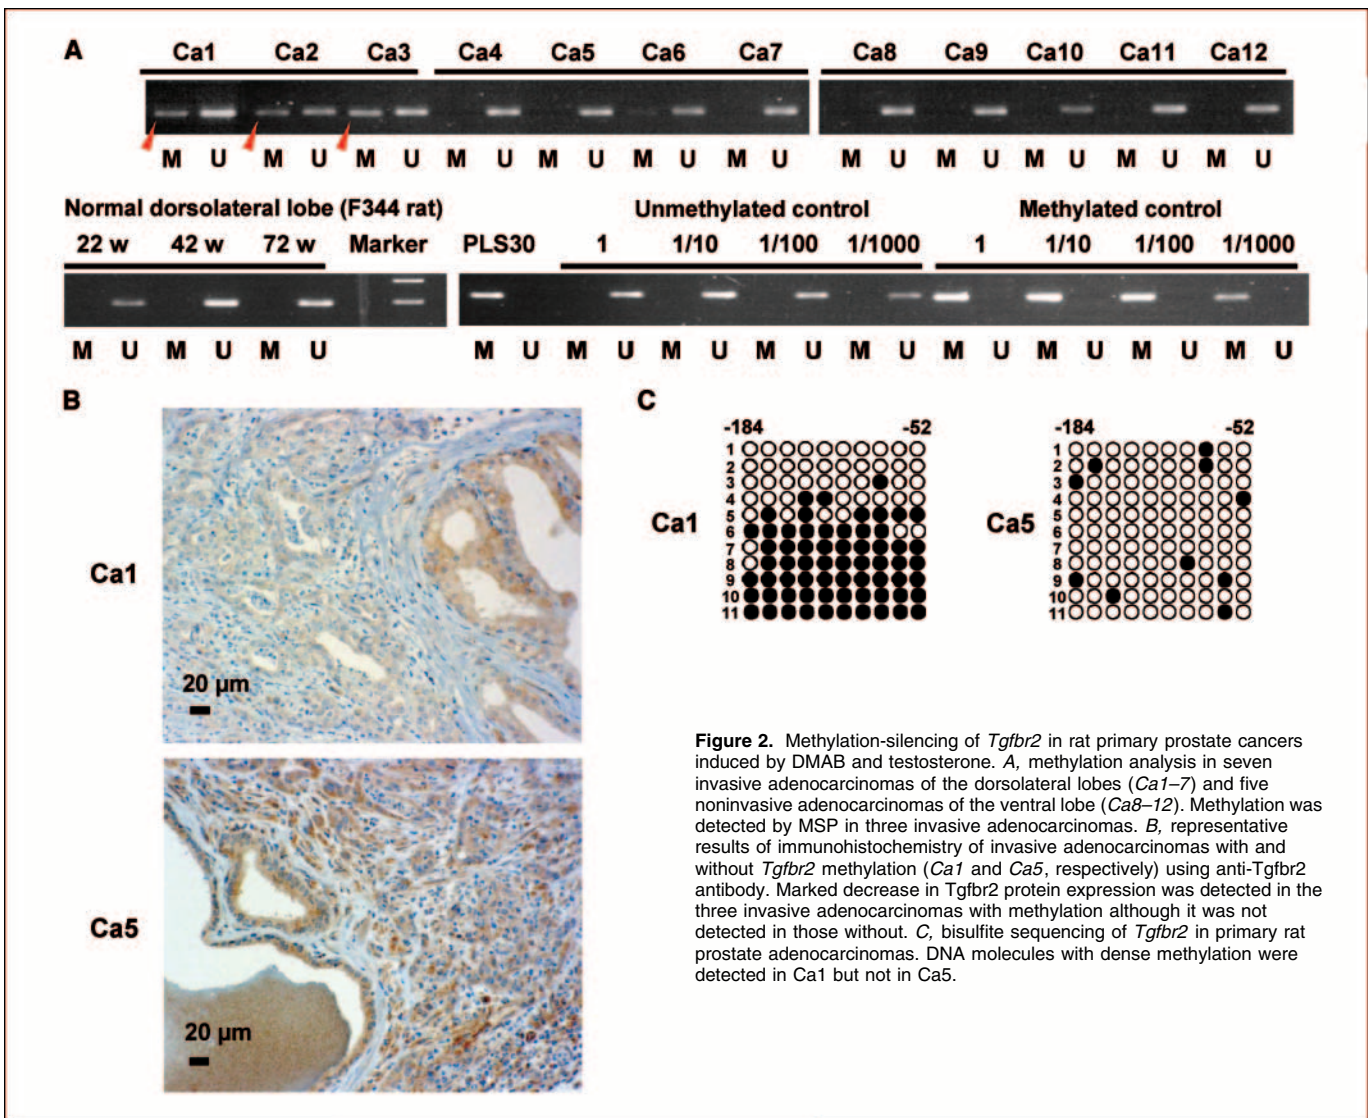 A
Ca1 Ca2 Ca3 Ca4 Ca5 Ca6 Ca7 Ca8 Ca9 Ca10 Ca11 Ca12
M U M U M U M U M U M U M U M U M U M U M U M U
Normal dorsolateral lobe (F344 rat) Unmethylated control Methylated control
22 w 42 w 72 w Marker PLS30 1 1/10 1/100 1/1000 1 1/10 1/100 1/1000
M U M U M U M U M U M U M U M U M U M U M U M U
B
Ca1
20 µm
Ca5
20 µm
C
-184 -52
1
2
3
4
5
6
7
8
9
10
11
Ca1
-184 -52
1
2
3
4
5
6
7
8
9
10
11
Ca5
Figure 2. Methylation-silencing of Tgfbr2 in rat primary prostate cancers
induced by DMAB and testosterone. A, methylation analysis in seven
invasive adenocarcinomas of the dorsolateral lobes (Ca1–7) and five
noninvasive adenocarcinomas of the ventral lobe (Ca8–12). Methylation was
detected by MSP in three invasive adenocarcinomas. B, representative
results of immunohistochemistry of invasive adenocarcinomas with and
without Tgfbr2 methylation (Ca1 and Ca5, respectively) using anti-Tgfbr2
antibody. Marked decrease in Tgfbr2 protein expression was detected in the
three invasive adenocarcinomas with methylation although it was not
detected in those without. C, bisulfite sequencing of Tgfbr2 in primary rat
prostate adenocarcinomas. DNA molecules with dense methylation were
detected in Ca1 but not in Ca5.